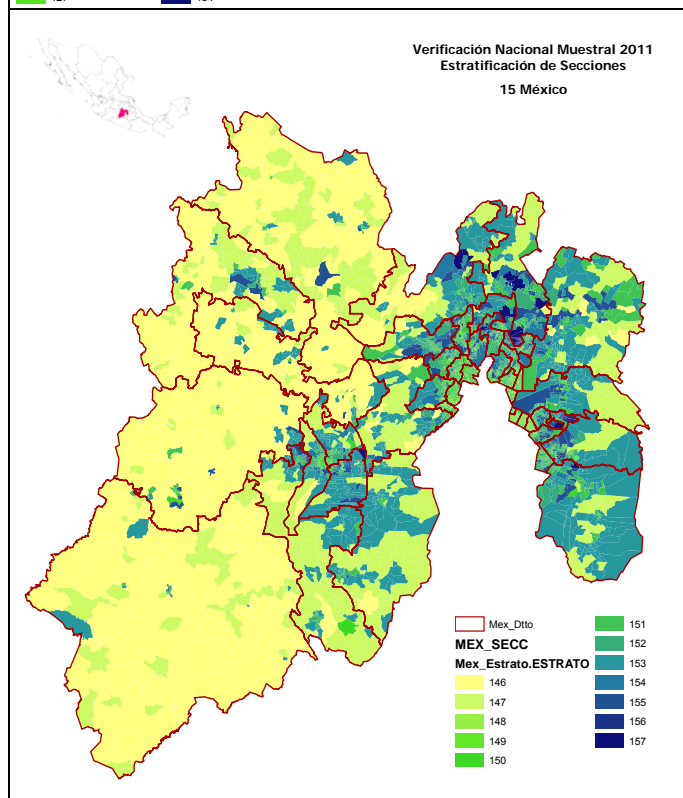 Verificación Nacional Muestral 2011
Estratificación de Secciones
15 México
Mex_Dtto
MEX_SECC
Mex_Estrato.ESTRATO
146
147
148
149
150
151
152
153
154
155
156
157